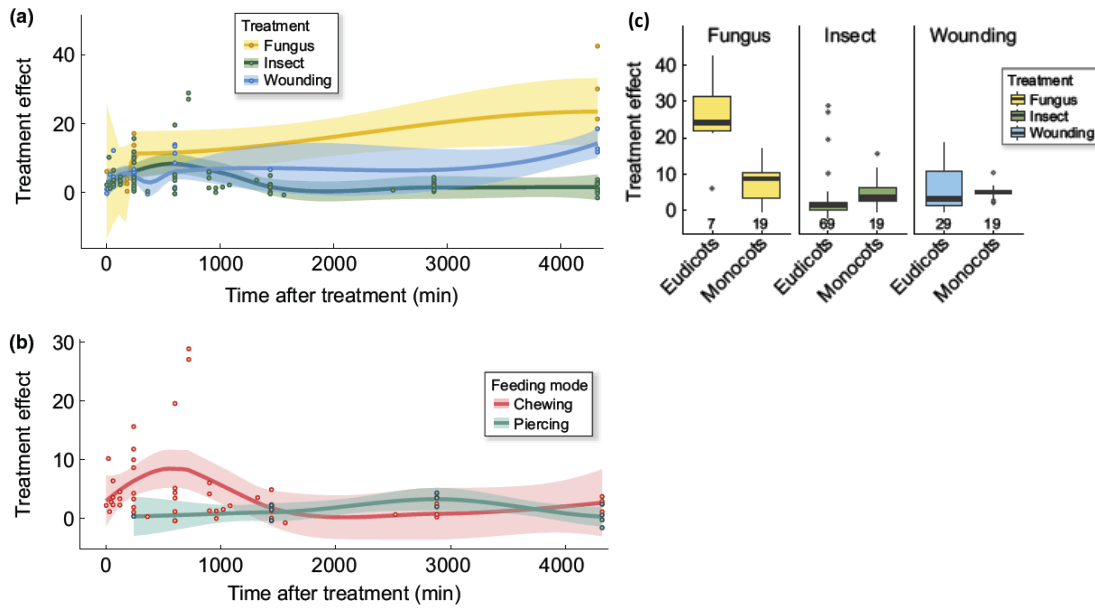 (a)
Treatment effect
40
20
0
Treatment
Fungus
Insect
Wounding
0 1000 2000 3000 4000
Time after treatment (min)
(b)
Treatment effect
30
20
10
0
Feeding mode
Chewing
Piercing
0 1000 2000 3000 4000
Time after treatment (min)
(c)
Fungus Insect Wounding
Treatment effect
40
30
20
10
0
Treatment
Fungus
Insect
Wounding
7 19 69 19 29 19
Eudicots Monocots Eudicots Monocots Eudicots Monocots